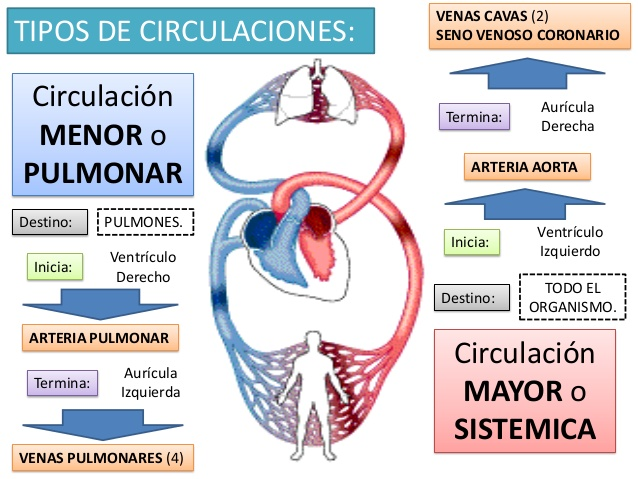 TIPOS DE CIRCULACIONES:
Circulación
MENOR o
PULMONAR
Destino:
PULMONES.
Inicia:
Ventrículo
Derecho
ARTERIA PULMONAR
Termina:
Aurícula
Izquierda
VENAS PULMONARES (4)
VENAS CAVAS (2)
SENO VENOSO CORONARIO
Termina:
Aurícula
Derecha
ARTERIA AORTA
Inicia:
Ventrículo
Izquierdo
Destino:
TODO EL
ORGANISMO.
Circulación
MAYOR o
SISTEMICA